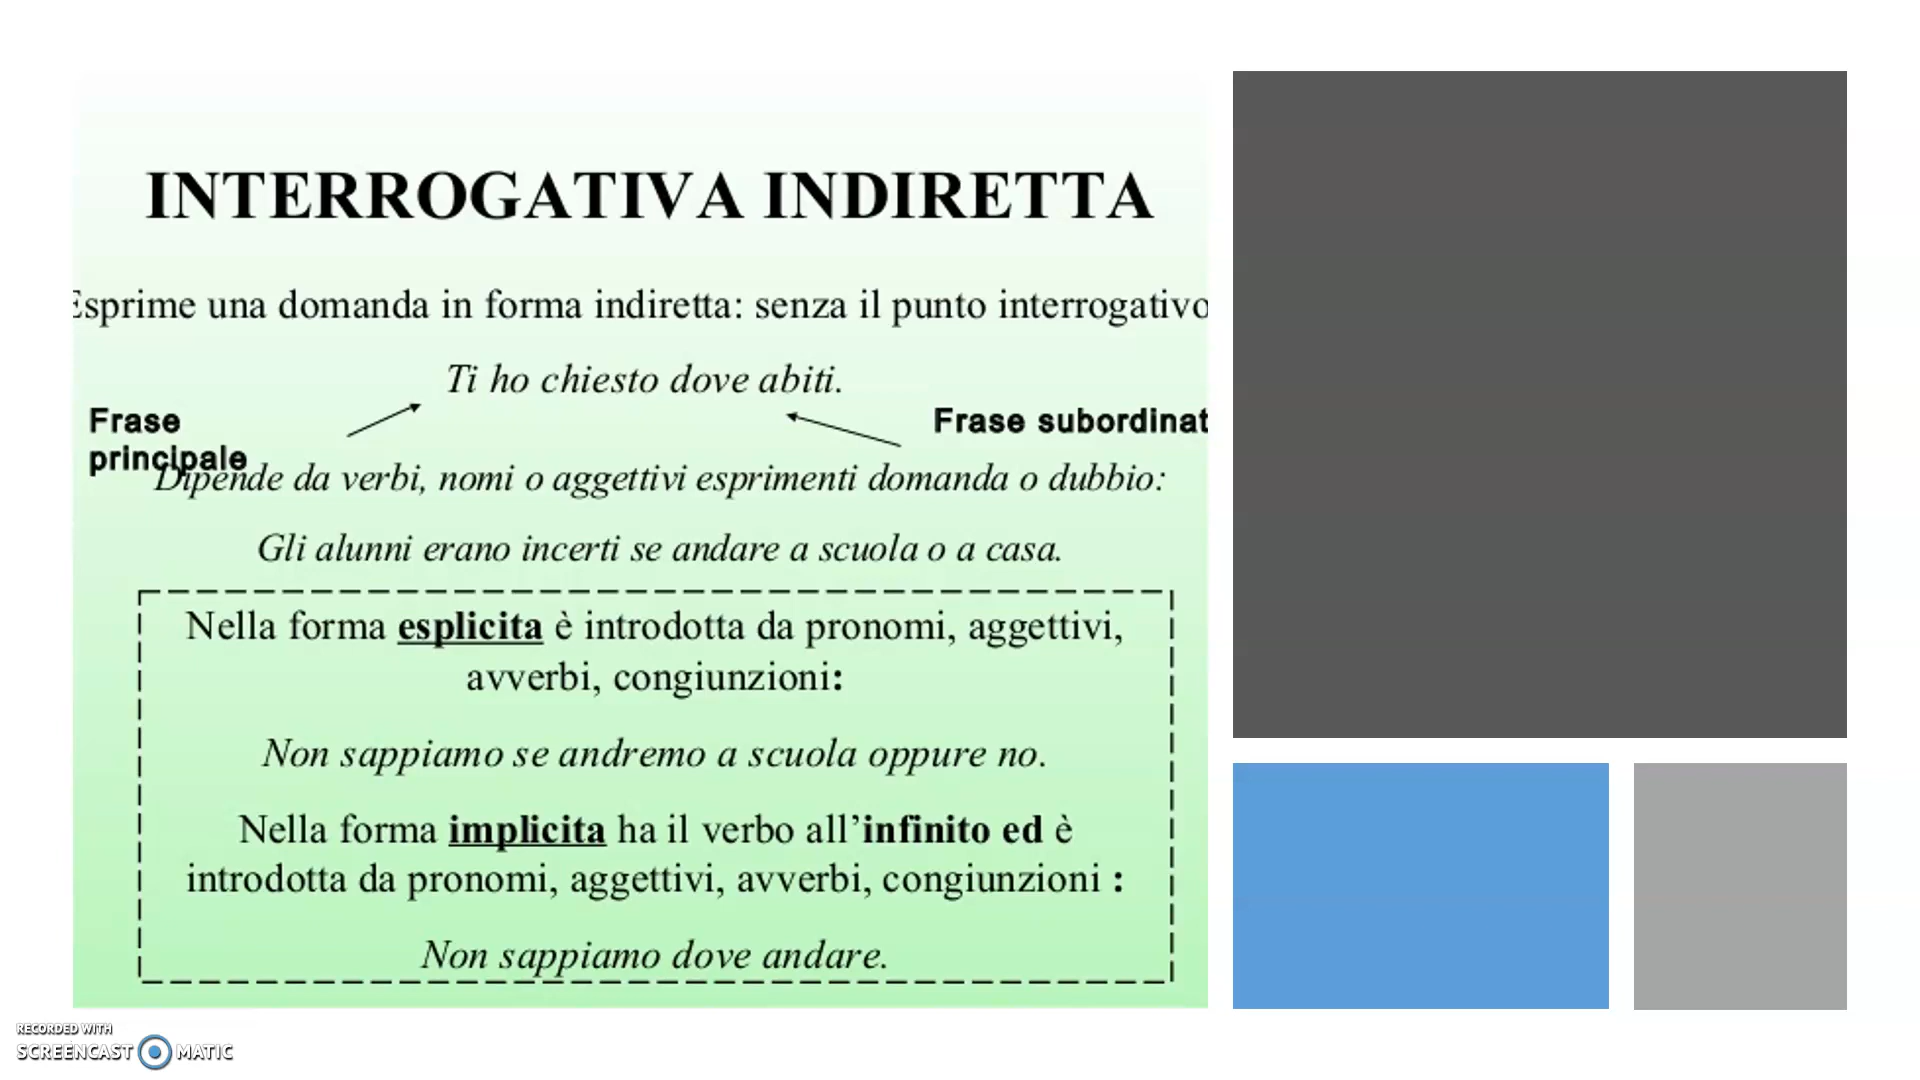 INTERROGATIVA INDIRETTA
Esprime una domanda in forma indiretta: senza il punto interrogativo
Ti ho chiesto dove abiti.
Frase
principale
Frase subordinat
Dipende da verbi, nomi o aggettivi esprimenti domanda o dubbio:
Gli alunni erano incerti se andare a scuola o a casa.
Nella forma esplicita è introdotta da pronomi, aggettivi,
avverbi, congiunzioni:
Non sappiamo se andremo a scuola oppure no.
Nella forma implicita ha il verbo all’infinito ed è
introdotta da pronomi, aggettivi, avverbi, congiunzioni :
Non sappiamo dove andare.
RECORDED WITH
SCREENCAST MATIC